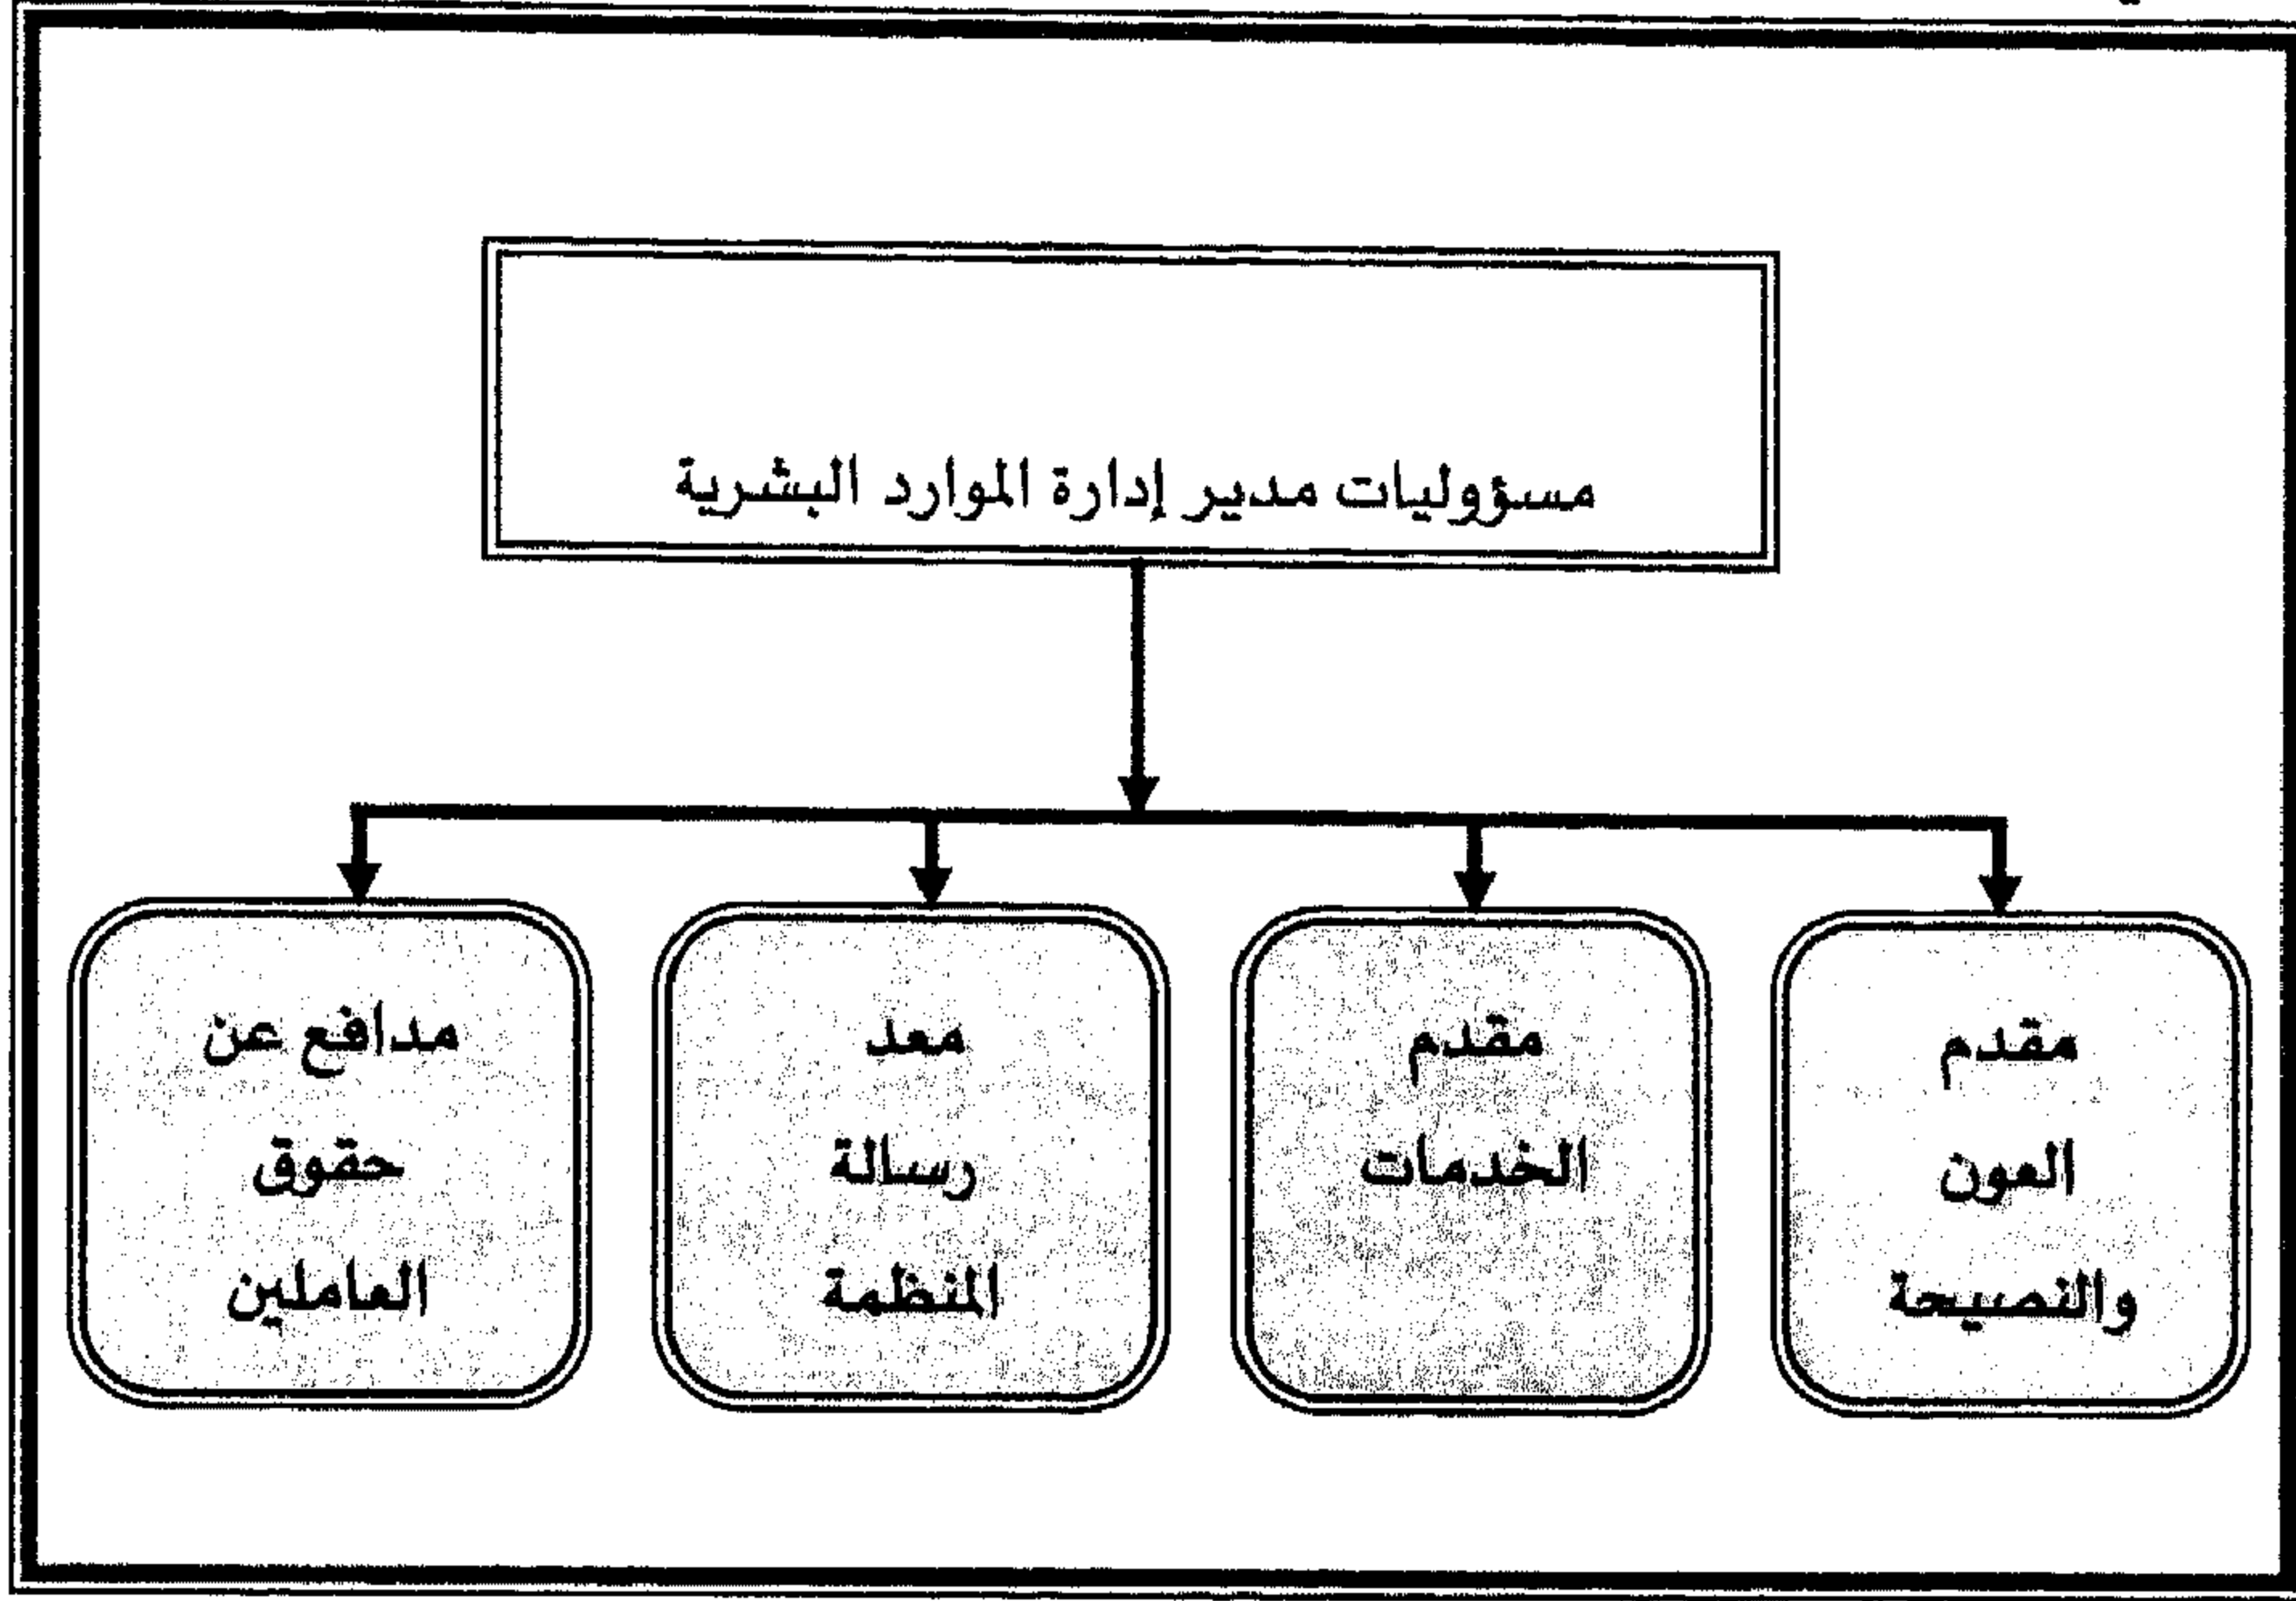 مسؤوليات مدير إدارة الموارد البشرية
مقدم
العون
والنصيحة
مقدم
الخدمات
معد
رسالة
المنظمة
مدافع عن
حقوق
العاملين